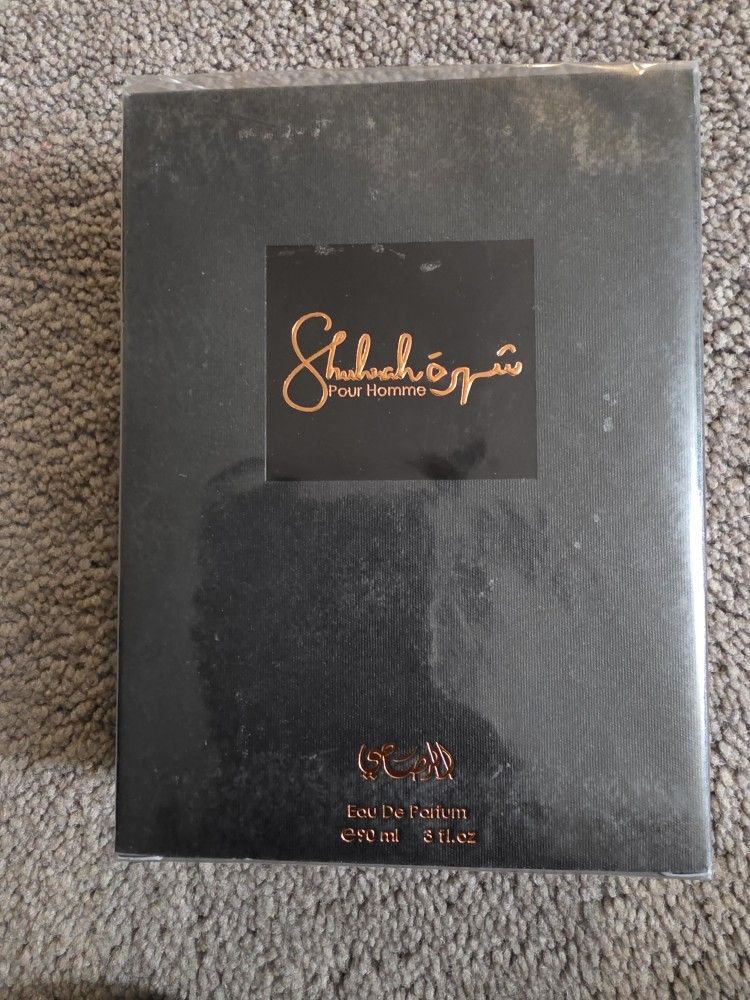 Shuhrah شهرة
Pour Homme
الرصاصي
Eau De Parfum
℮90 ml 3 fl.oz